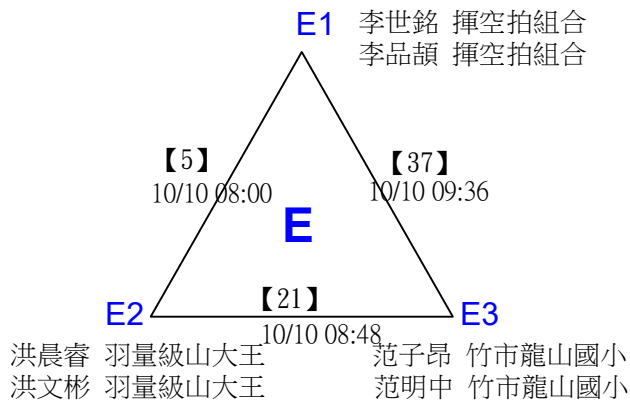 E1 李世銘 揮空拍組合
李品頡 揮空拍組合
【5】
10/10 08:00
【37】
10/10 09:36
E
【21】
10/10 08:48
E2
E3
洪晨睿 羽量級山大王
洪文彬 羽量級山大王
范子昂 竹市龍山國小
范明中 竹市龍山國小